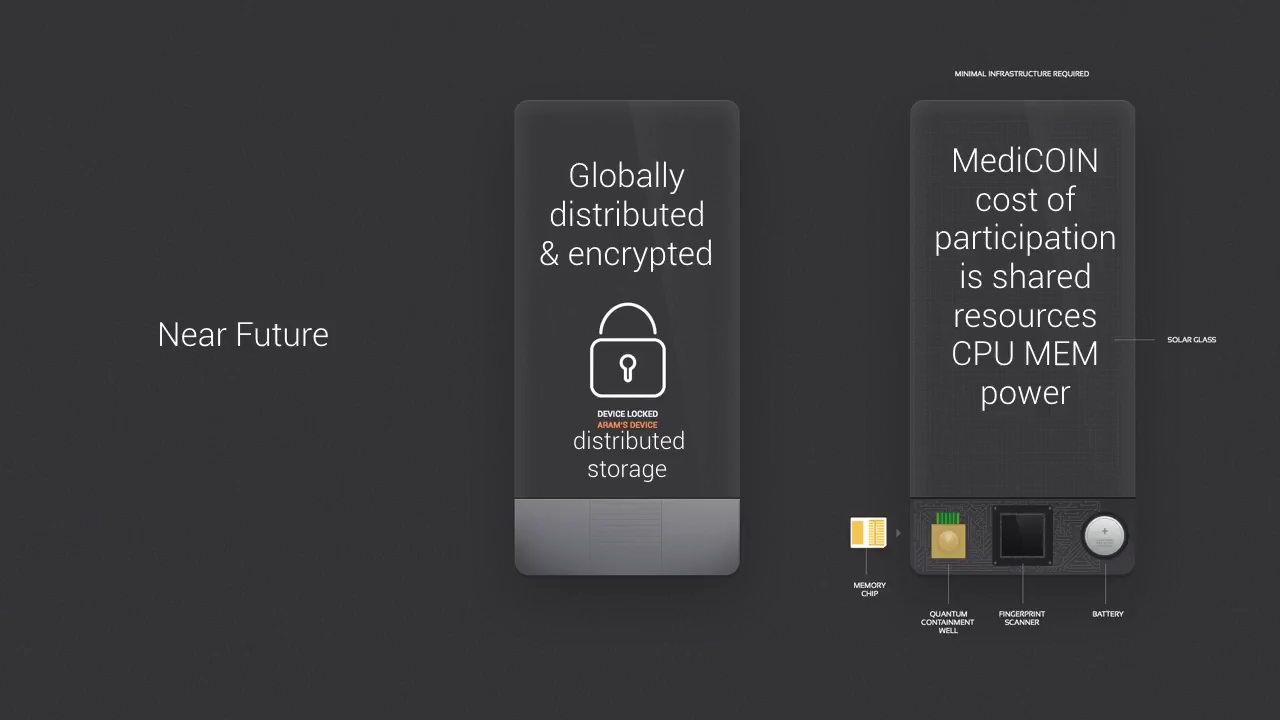 Near Future
Globally
distributed
& encrypted
DEVICE LOCKED
ARAM'S DEVICE
distributed
storage
MINIMAL INFRASTRUCTURE REQUIRED
MediCOIN
cost of
participation
is shared
resources
CPU MEM
power
SOLAR GLASS
MEMORY
CHIP
QUANTUM
CONTAINMENT
WELL
FINGERPRINT
SCANNER
BATTERY